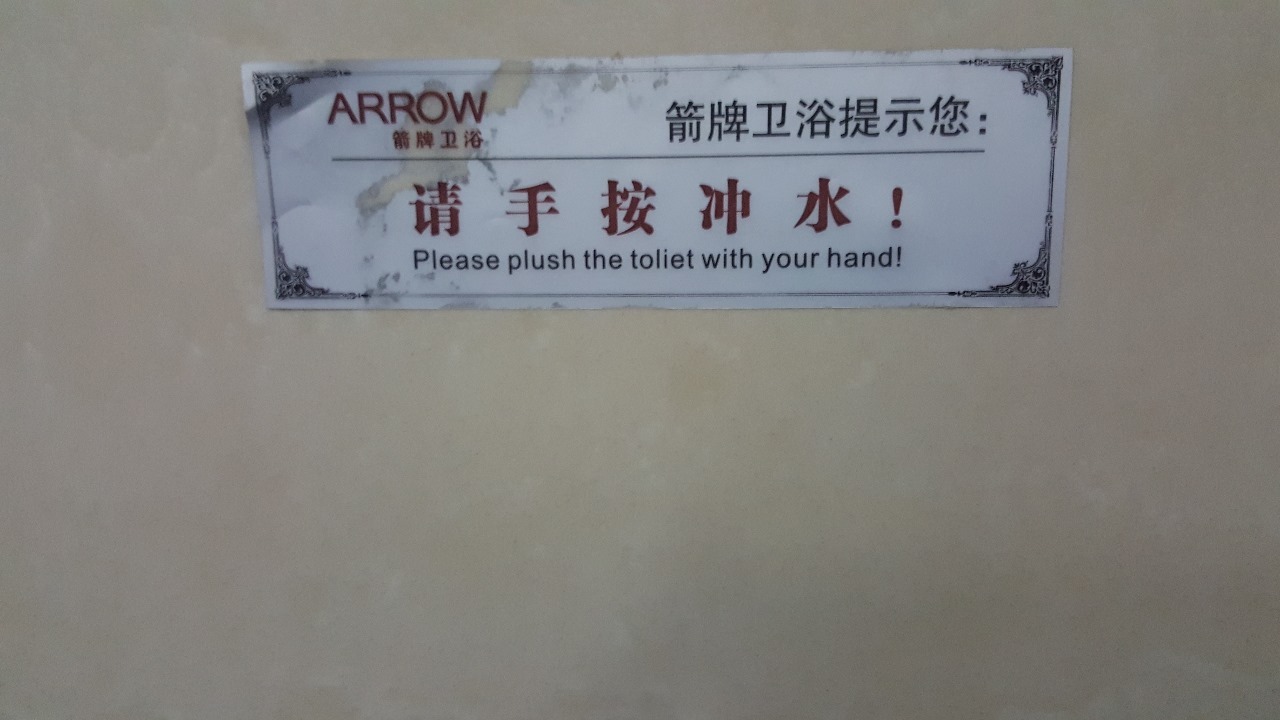 ARROW
箭牌卫浴
箭牌卫浴提示您:
请手按冲水!
Please plush the toliet with your hand!